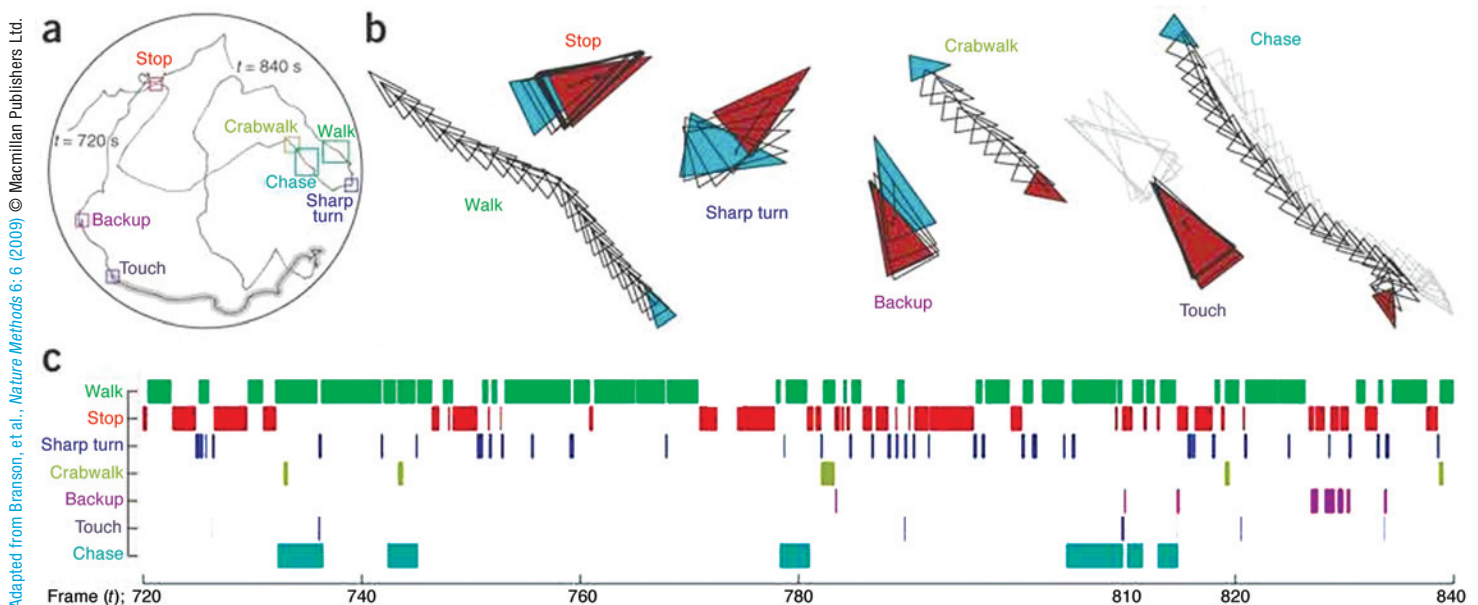 Adapted from Branson, et al., Nature Methods 6: 6 (2009) © Macmillan Publishers Ltd.
a
Stop
t = 840 s
t = 720 s
Crabwalk
Walk
Chase
Sharp
turn
Backup
Touch
b
Stop
Crabwalk
Chase
Walk
Sharp turn
Backup
Touch
c
Walk
Stop
Sharp turn
Crabwalk
Backup
Touch
Chase
Frame (t); 720 740 760 780 810 820 840